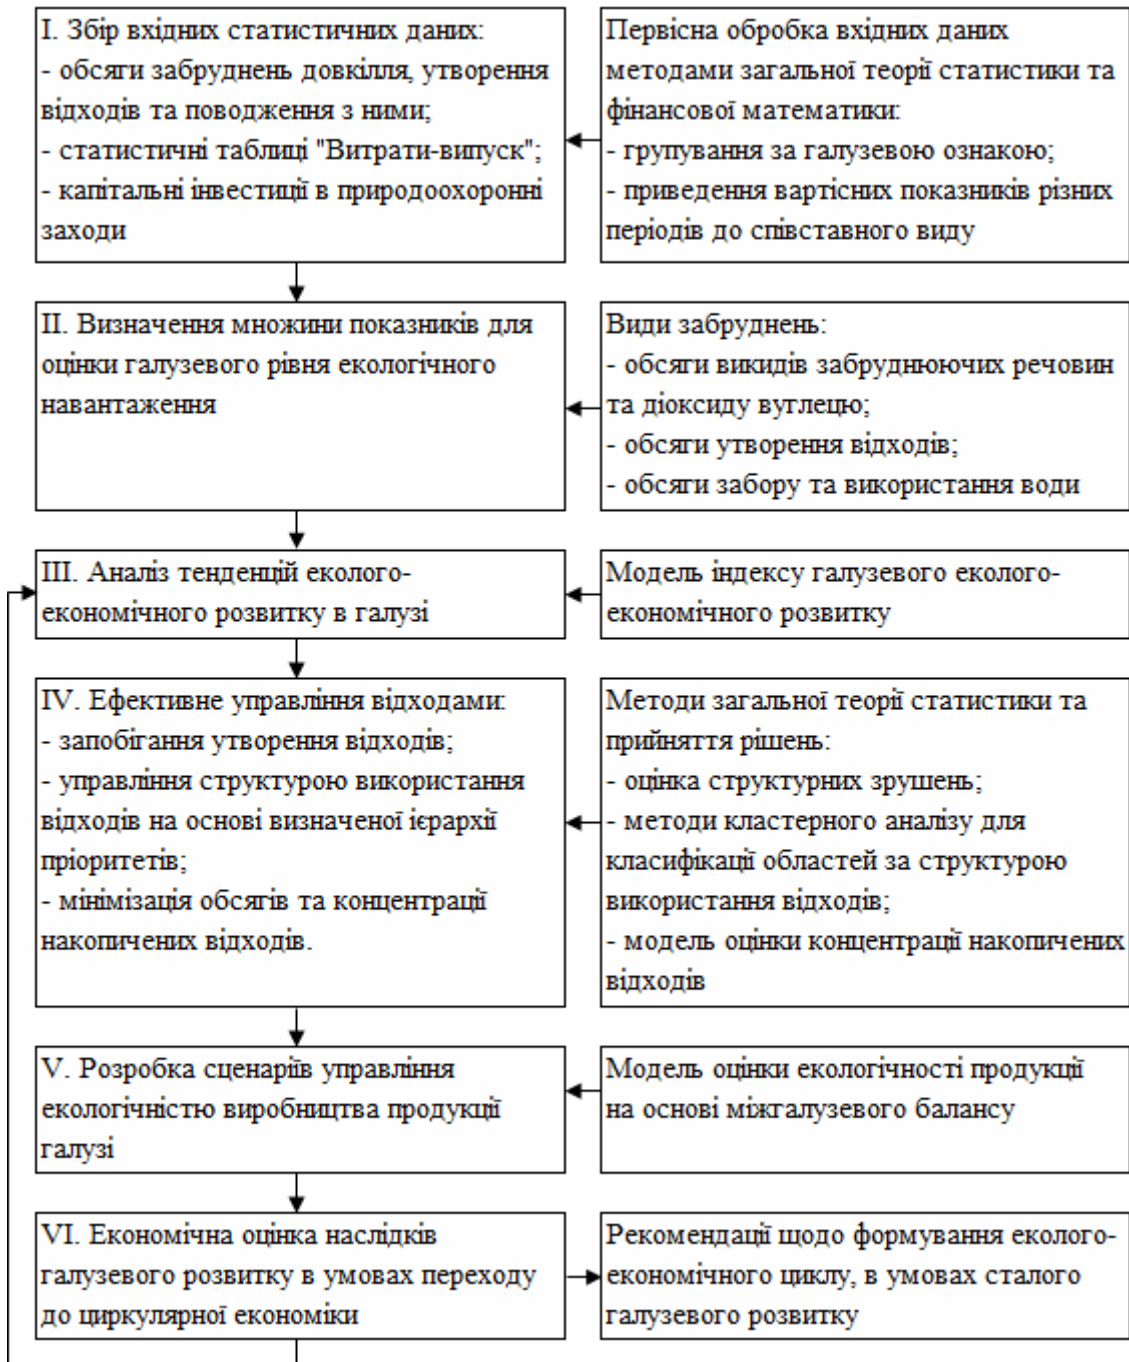 I. Збір вхідних статистичних даних:
- обсяги забруднень довкілля, утворення
відходів та поводження з ними;
- статистичні таблиці "Витрати-випуск";
- капітальні інвестиції в природоохоронні
заходи
Первісна обробка вхідних даних
методами загальної теорії статистики та
фінансової математики:
- групування за галузевою ознакою;
- приведення вартісних показників різних
періодів до співставного виду
II. Визначення множини показників для
оцінки галузевого рівня екологічного
навантаження
Види забруднень:
- обсяги викидів забруднюючих речовин
та діоксиду вуглецю;
- обсяги утворення відходів;
- обсяги забору та використання води
III. Аналіз тенденцій еколого-
економічного розвитку в галузі
Модель індексу галузевого еколого-
економічного розвитку
IV. Ефективне управління відходами:
- запобігання утворення відходів;
- управління структурою використання
відходів на основі визначеної ієрархії
пріоритетів;
- мінімізація обсягів та концентрації
накопичених відходів.
Методи загальної теорії статистики та
прийняття рішень:
- оцінка структурних зрушень;
- методи кластерного аналізу для
класифікації областей за структурою
використання відходів;
- модель оцінки концентрації накопичених
відходів
V. Розробка сценаріїв управління
екологічністю виробництва продукції
галузі
Модель оцінки екологічності продукції
на основі міжгалузевого балансу
VI. Економічна оцінка наслідків
галузевого розвитку в умовах переходу
до циркулярної економіки
Рекомендації щодо формування еколого-
економічного циклу, в умовах сталого
галузевого розвитку